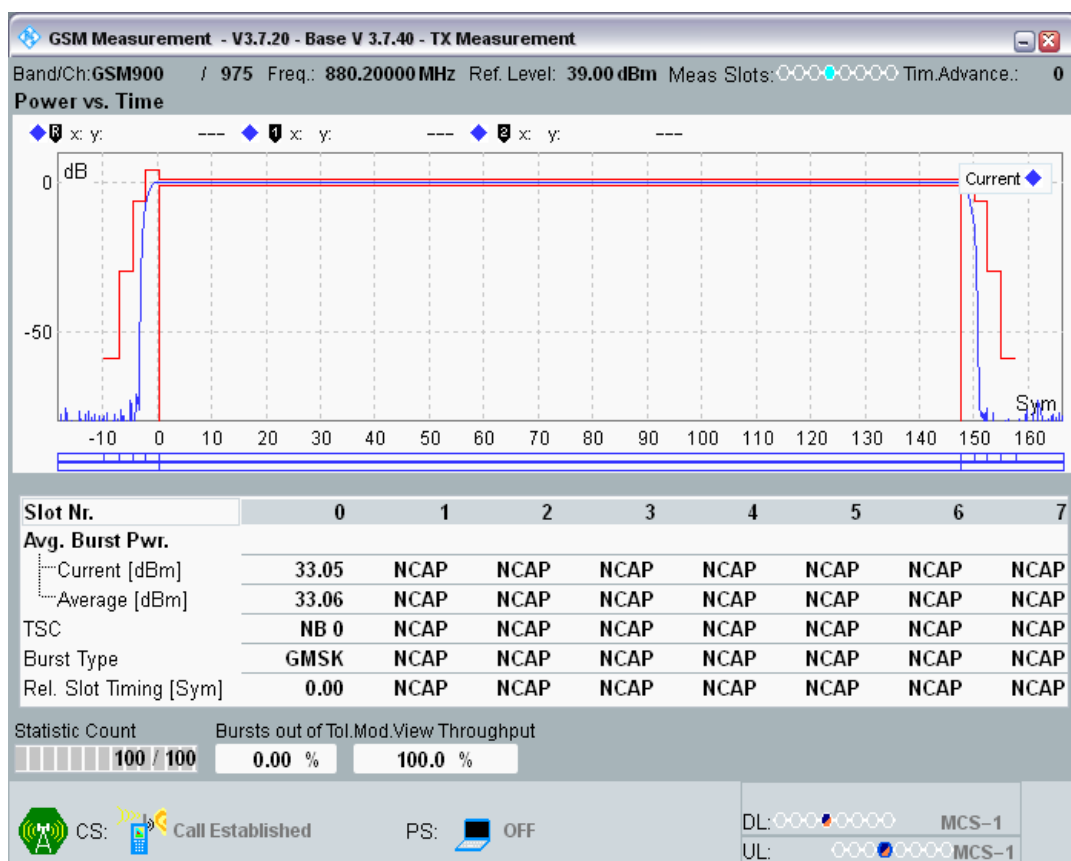 GSM Measurement - V3.7.20 - Base V 3.7.40 - TX Measurement
Band/Ch:GSM900 / 975 Freq.: 880.20000 MHz Ref. Level: 39.00 dBm Meas Slots: Tim.Advance.: 0
Power vs. Time
R x: y: --- 1 x: y: --- 2 x: y: ---
dB
Current
0
-50
Sym
-10 0 10 20 30 40 50 60 70 80 90 100 110 120 130 140 150 160
Slot Nr. 0 1 2 3 4 5 6 7
Avg. Burst Pwr.
Current [dBm] 33.05 NCAP NCAP NCAP NCAP NCAP NCAP NCAP
Average [dBm] 33.06 NCAP NCAP NCAP NCAP NCAP NCAP NCAP
TSC NB 0 NCAP NCAP NCAP NCAP NCAP NCAP NCAP
Burst Type GMSK NCAP NCAP NCAP NCAP NCAP NCAP NCAP
Rel. Slot Timing [Sym] 0.00 NCAP NCAP NCAP NCAP NCAP NCAP NCAP
Statistic Count Bursts out of Tol. Mod.View Throughput
100 / 100 0.00 % 100.0 %
CS: Call Established PS: OFF
DL: MCS-1
UL: MCS-1